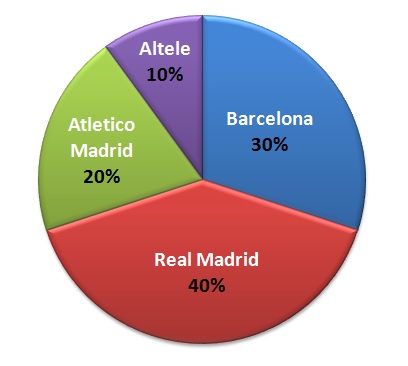 Altele
10%
Barcelona
30%
Atletico
Madrid
20%
Real Madrid
40%